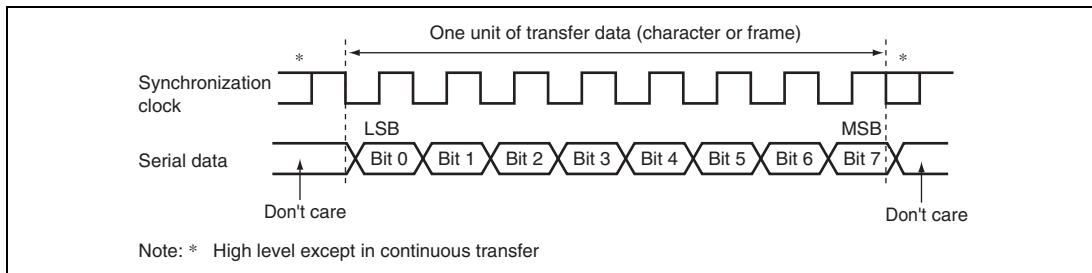 One unit of transfer data (character or frame)
* *
Synchronization
clock
LSB MSB
Serial data Bit 0 Bit 1 Bit 2 Bit 3 Bit 4 Bit 5 Bit 6 Bit 7
Don't care Don't care
Note: * High level except in continuous transfer